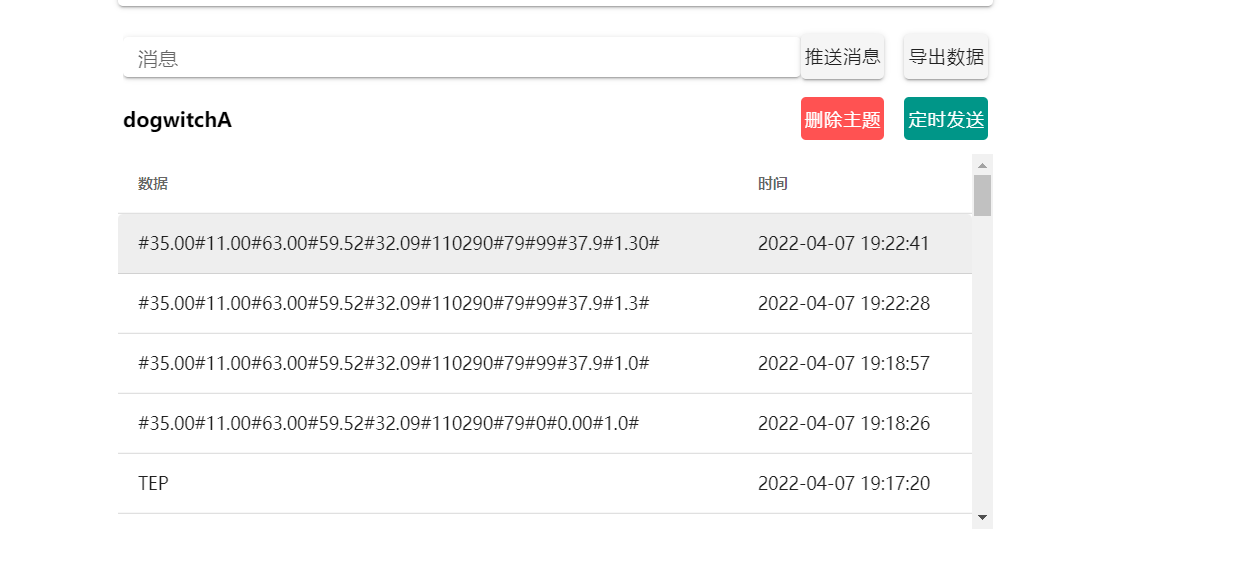 消息 推送消息 导出数据
dogwitchA 删除主题 定时发送
数据 时间
#35.00#11.00#63.00#59.52#32.09#110290#79#99#37.9#1.30# 2022-04-07 19:22:41
#35.00#11.00#63.00#59.52#32.09#110290#79#99#37.9#1.3# 2022-04-07 19:22:28
#35.00#11.00#63.00#59.52#32.09#110290#79#99#37.9#1.0# 2022-04-07 19:18:57
#35.00#11.00#63.00#59.52#32.09#110290#79#0#0.00#1.0# 2022-04-07 19:18:26
TEP 2022-04-07 19:17:20